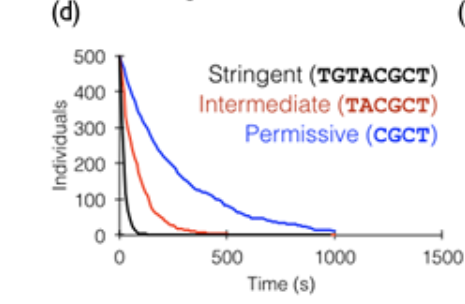 (d)
(
500
Stringent (TGTACGCT)
400
Intermediate (TACGCT)
300
Permissive (CGCT)
200
100
0
Individuals
0 500 1000 1500
Time (s)